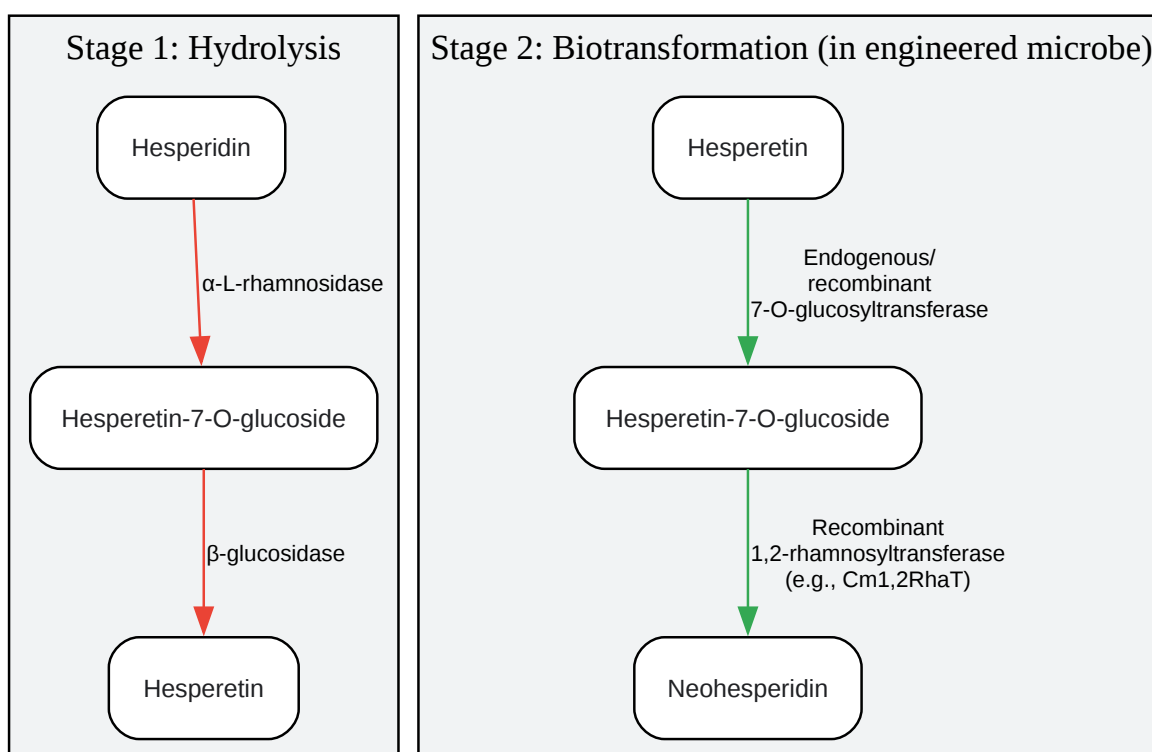 Stage 1: Hydrolysis
Hesperidin
α-L-rhamnosidase
Hesperetin-7-O-glucoside
β-glucosidase
Hesperetin
Stage 2: Biotransformation (in engineered microbe)
Hesperetin
Endogenous/
recombinant
7-O-glucosyltransferase
Hesperetin-7-O-glucoside
Recombinant
1,2-rhamnosyltransferase
(e.g., Cm1,2RhaT)
Neohesperidin